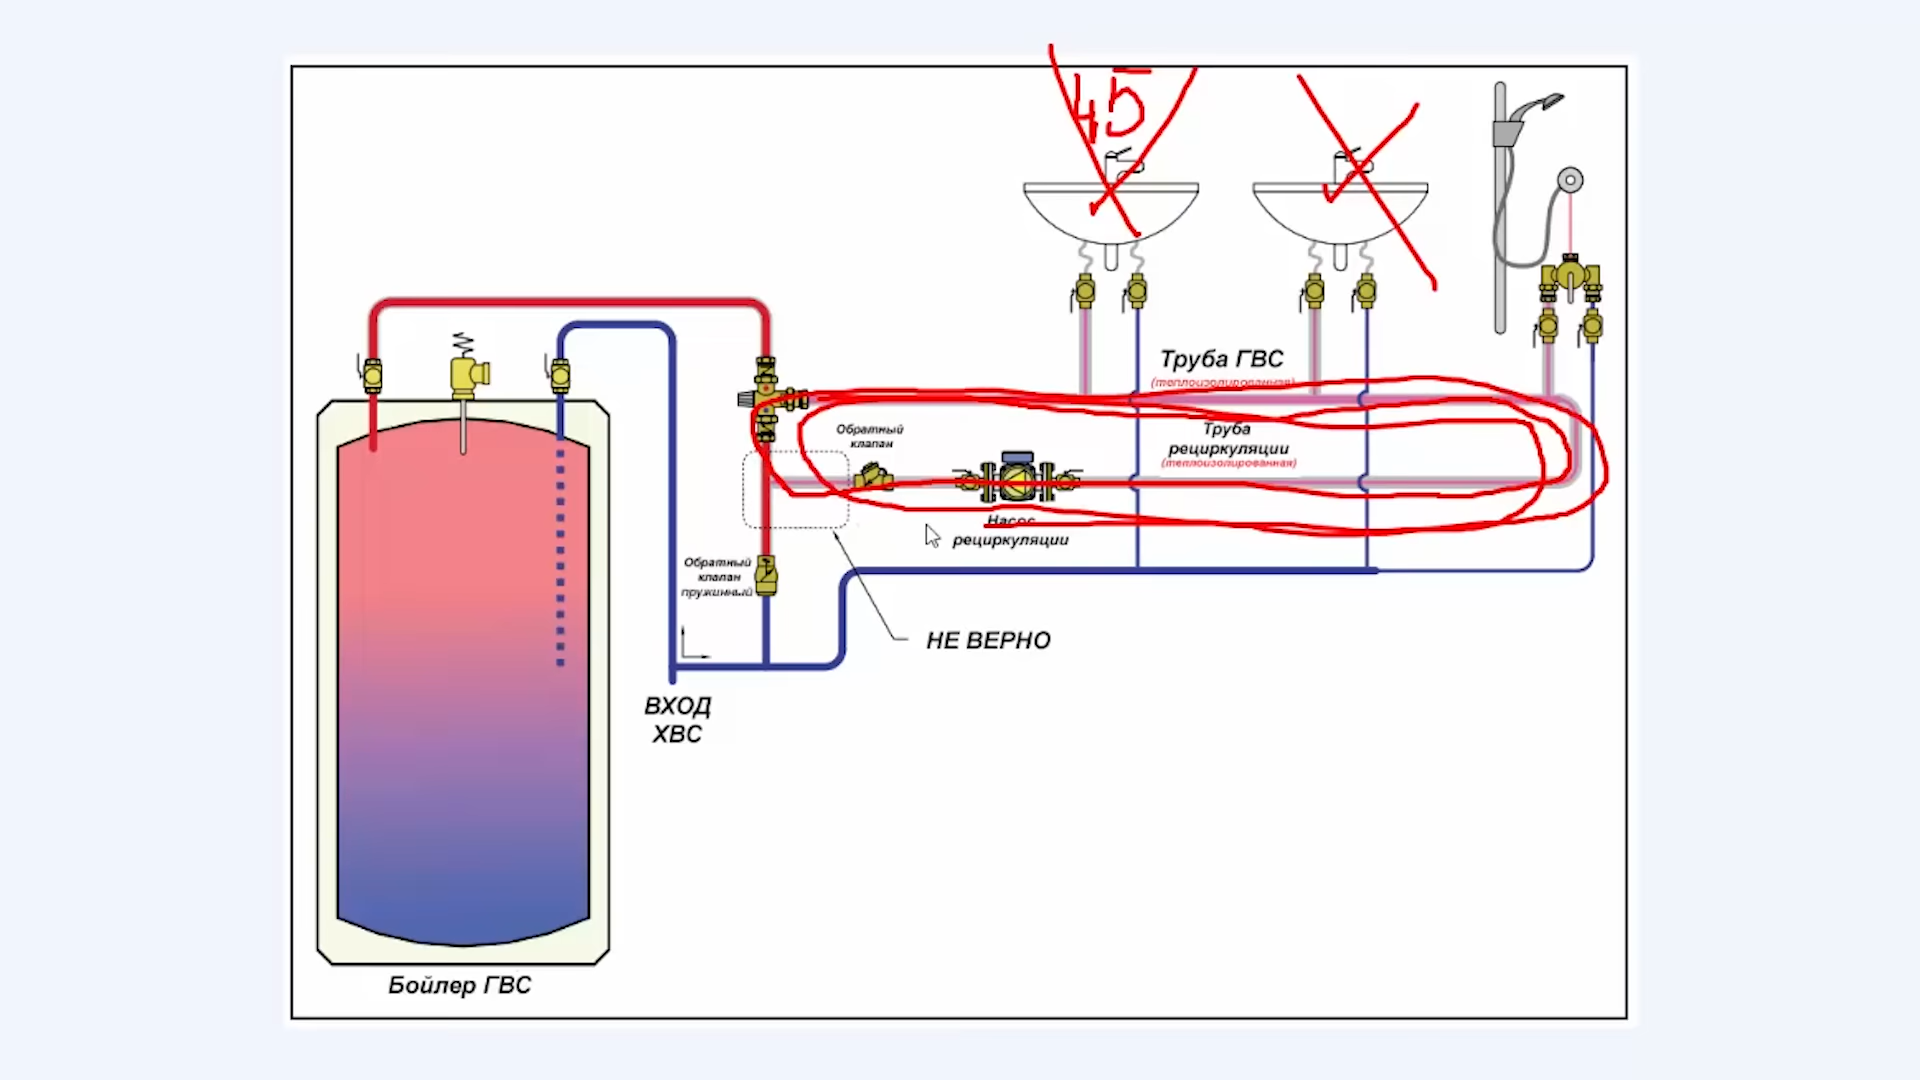 45
Труба ГВС
(теплоизолированная)
Обратный
клапан
Труба
рециркуляции
(теплоизолированная)
Насос
рециркуляции
Обратный
клапан
пружинный
НЕ ВЕРНО
ВХОД
ХВС
Бойлер ГВС